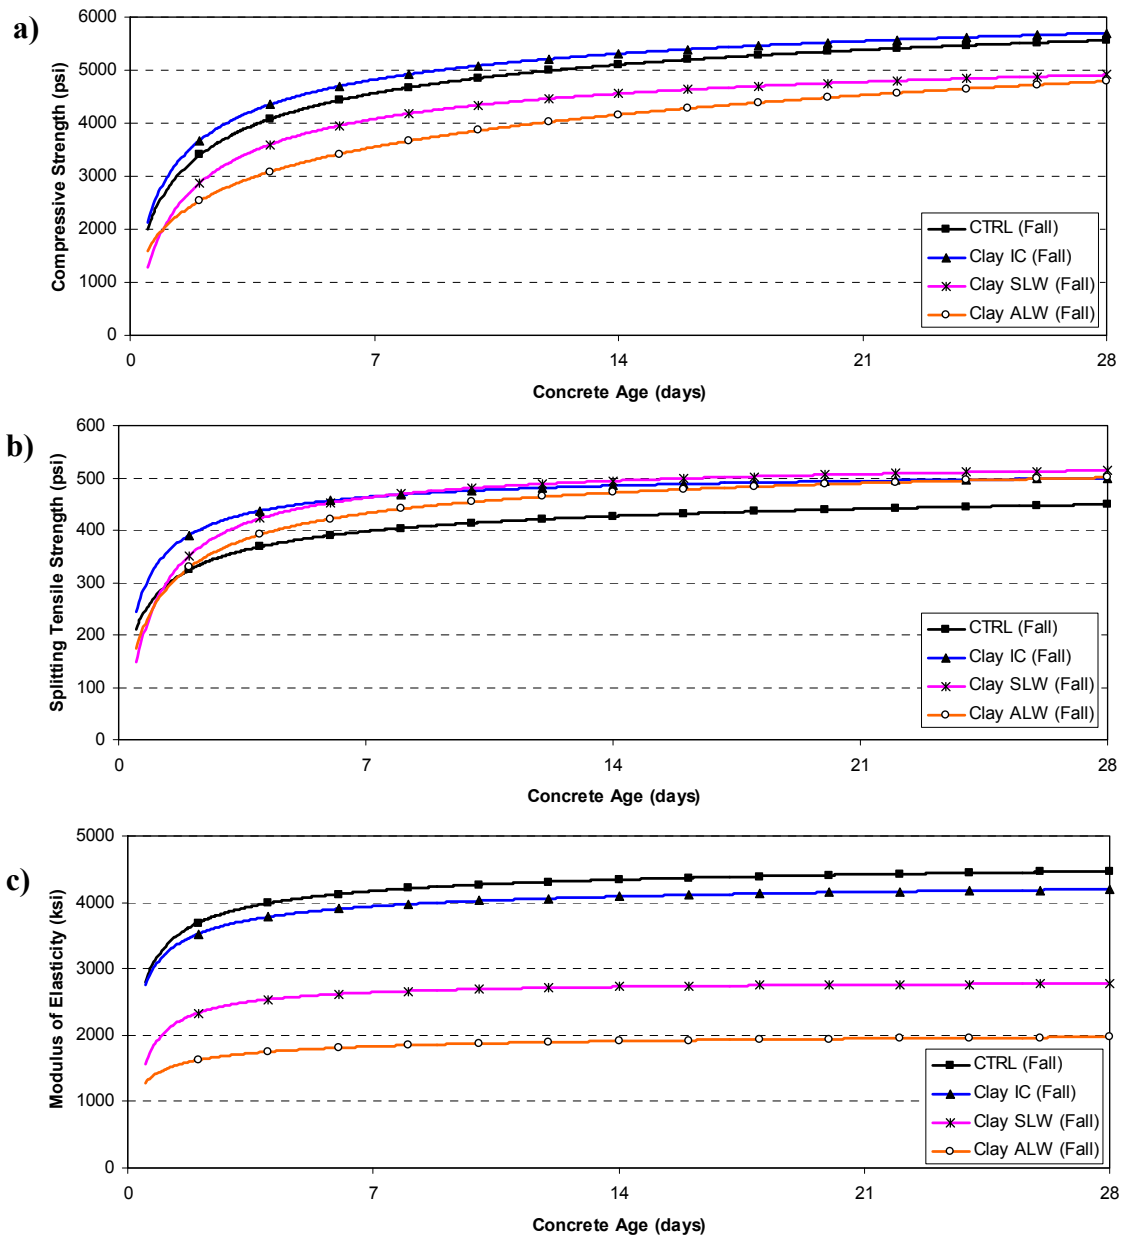 a)
Compressive Strength (psi)
6000
5000
4000
3000
2000
1000
0
0 7 14 21 28
Concrete Age (days)
CTRL (Fall)
Clay IC (Fall)
Clay SLW (Fall)
Clay ALW (Fall)
b)
Splitting Tensile Strength (psi)
600
500
400
300
200
100
0
0 7 14 21 28
Concrete Age (days)
CTRL (Fall)
Clay IC (Fall)
Clay SLW (Fall)
Clay ALW (Fall)
c)
Modulus of Elasticity (ksi)
5000
4000
3000
2000
1000
0
0 7 14 21 28
Concrete Age (days)
CTRL (Fall)
Clay IC (Fall)
Clay SLW (Fall)
Clay ALW (Fall)